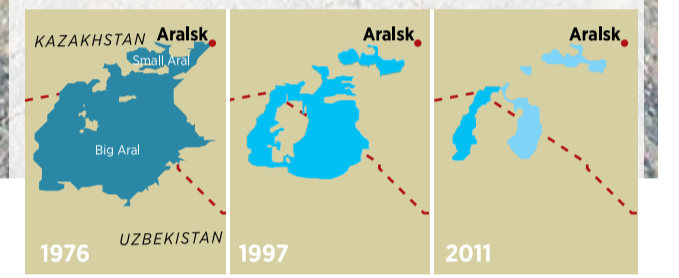 KAZAKHSTAN
Aralsk
Small Aral
Big Aral
UZBEKISTAN
1976
Aralsk
1997
Aralsk
2011